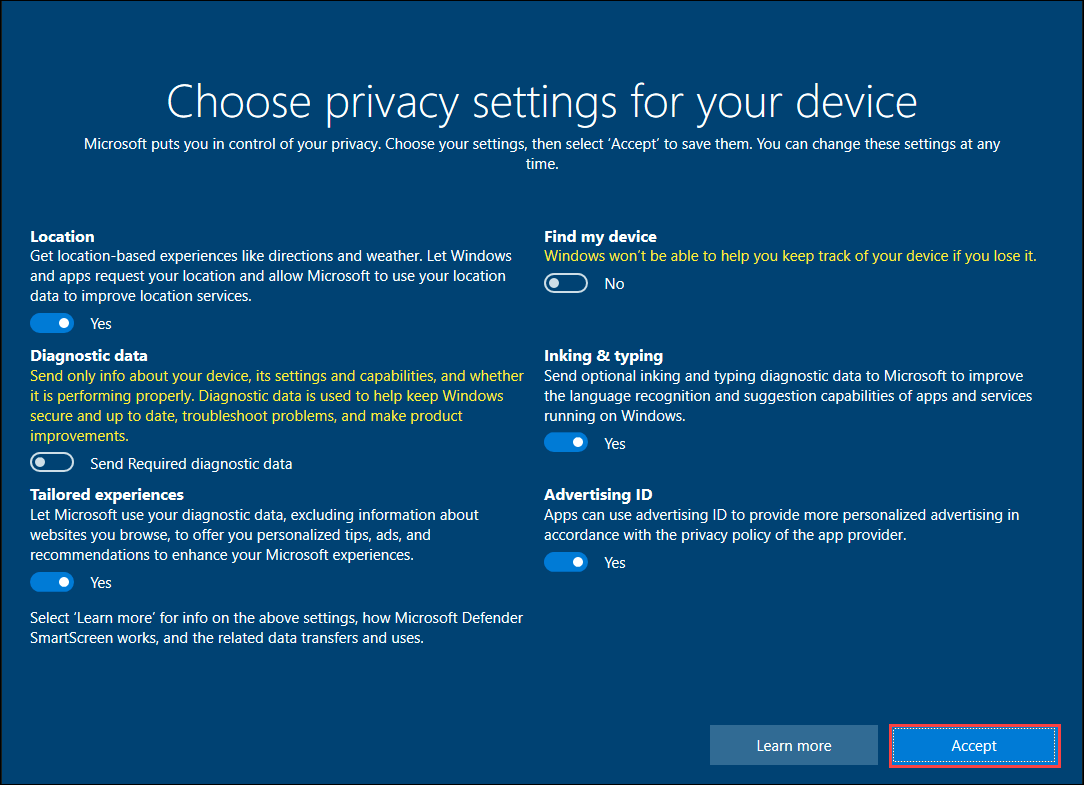 Choose privacy settings for your device
Microsoft puts you in control of your privacy. Choose your settings, then select ‘Accept’ to save them. You can change these settings at any
time.
Location
Get location-based experiences like directions and weather. Let Windows
and apps request your location and allow Microsoft to use your location
data to improve location services.
Yes
Find my device
Windows won’t be able to help you keep track of your device if you lose it.
No
Diagnostic data
Send only info about your device, its settings and capabilities, and whether
it is performing properly. Diagnostic data is used to help keep Windows
secure and up to date, troubleshoot problems, and make product
improvements.
Send Required diagnostic data
Inking & typing
Send optional inking and typing diagnostic data to Microsoft to improve
the language recognition and suggestion capabilities of apps and services
running on Windows.
Yes
Tailored experiences
Let Microsoft use your diagnostic data, excluding information about
websites you browse, to offer you personalized tips, ads, and
recommendations to enhance your Microsoft experiences.
Yes
Advertising ID
Apps can use advertising ID to provide more personalized advertising in
accordance with the privacy policy of the app provider.
Yes
Select ‘Learn more’ for info on the above settings, how Microsoft Defender
SmartScreen works, and the related data transfers and uses.
Learn more
Accept